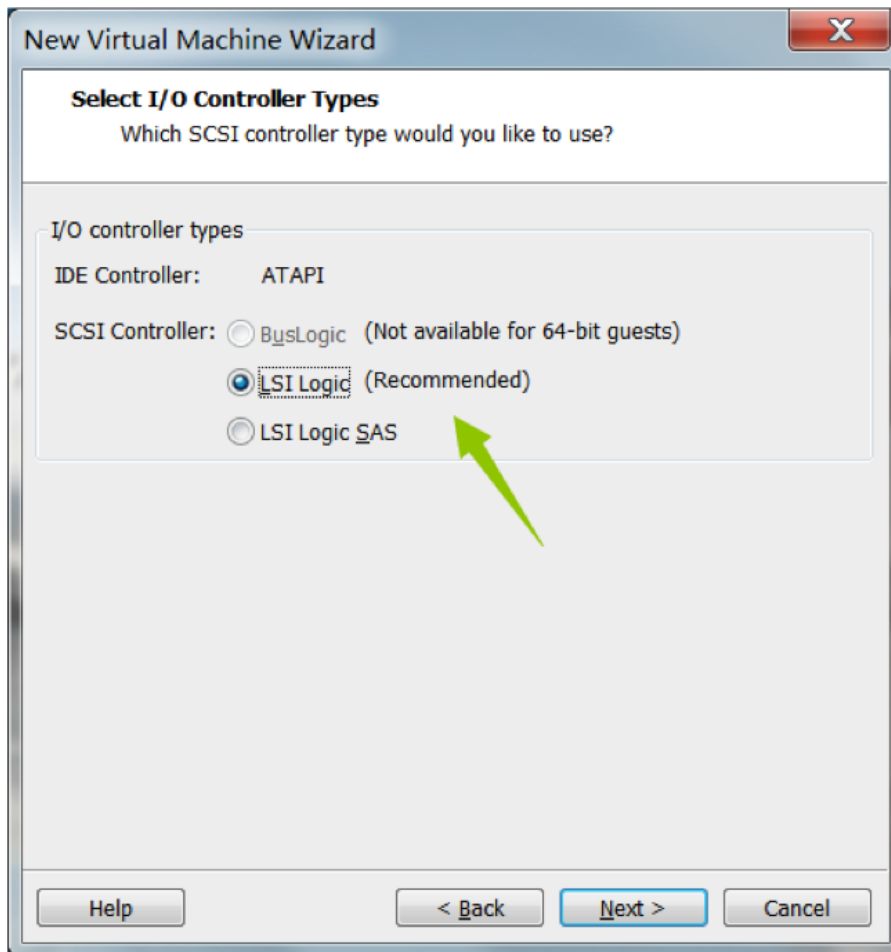 New Virtual Machine Wizard
Select I/O Controller Types
Which SCSI controller type would you like to use?
I/O controller types
IDE Controller: ATAPI
SCSI Controller: BusLogic (Not available for 64-bit guests)
LSI Logic (Recommended)
LSI Logic SAS
Help < Back Next > Cancel